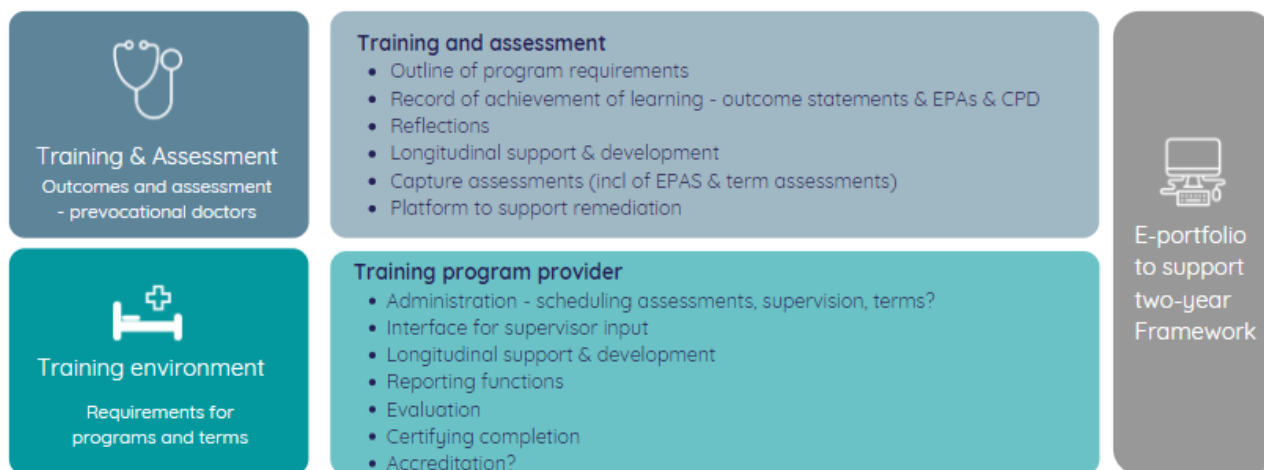 Training & Assessment
Outcomes and assessment
- prevocational doctors
Training and assessment
• Outline of program requirements
• Record of achievement of learning - outcome statements & EPAs & CPD
• Reflections
• Longitudinal support & development
• Capture assessments (incl of EPAS & term assessments)
• Platform to support remediation
Training environment
Requirements for
programs and terms
Training program provider
• Administration - scheduling assessments, supervision, terms?
• Interface for supervisor input
• Longitudinal support & development
• Reporting functions
• Evaluation
• Certifying completion
• Accreditation?
E-portfolio
to support
two-year
Framework